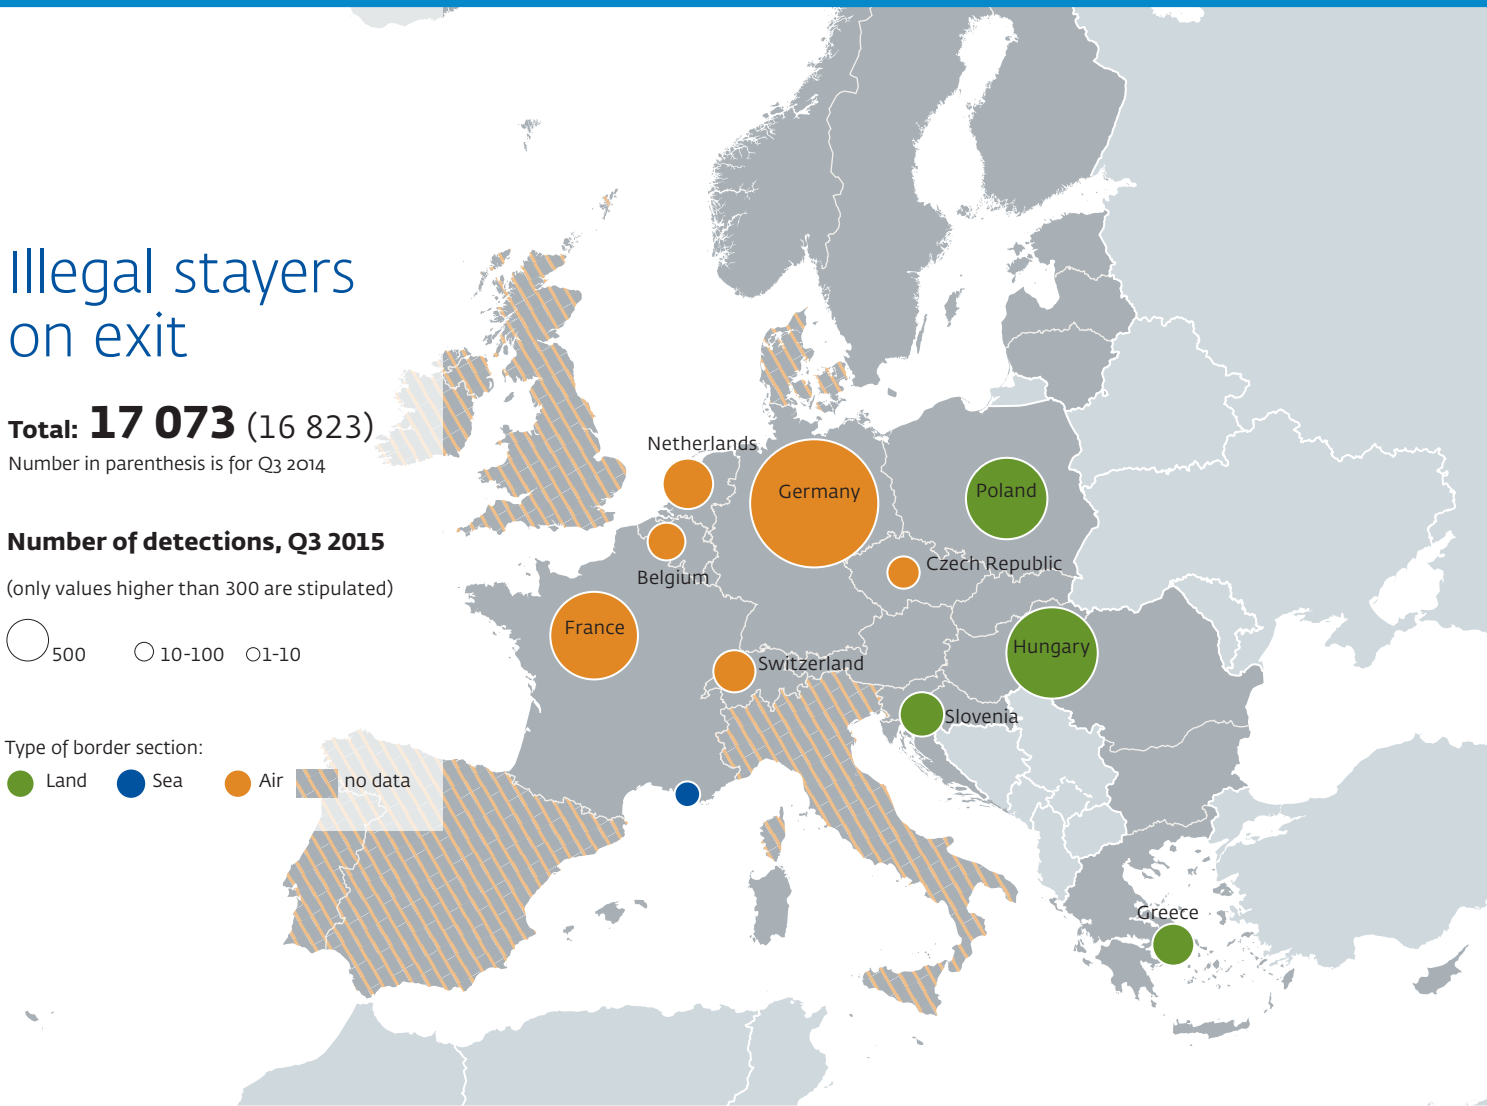 Illegal stayers
on exit
Total: 17 073 (16 823)
Number in parenthesis is for Q3 2014
Number of detections, Q3 2015
(only values higher than 300 are stipulated)
500 10-100 1-10
Type of border section:
Land Sea Air no data
Netherlands
Germany
Poland
Belgium
Czech Republic
France
Switzerland
Hungary
Slovenia
Greece